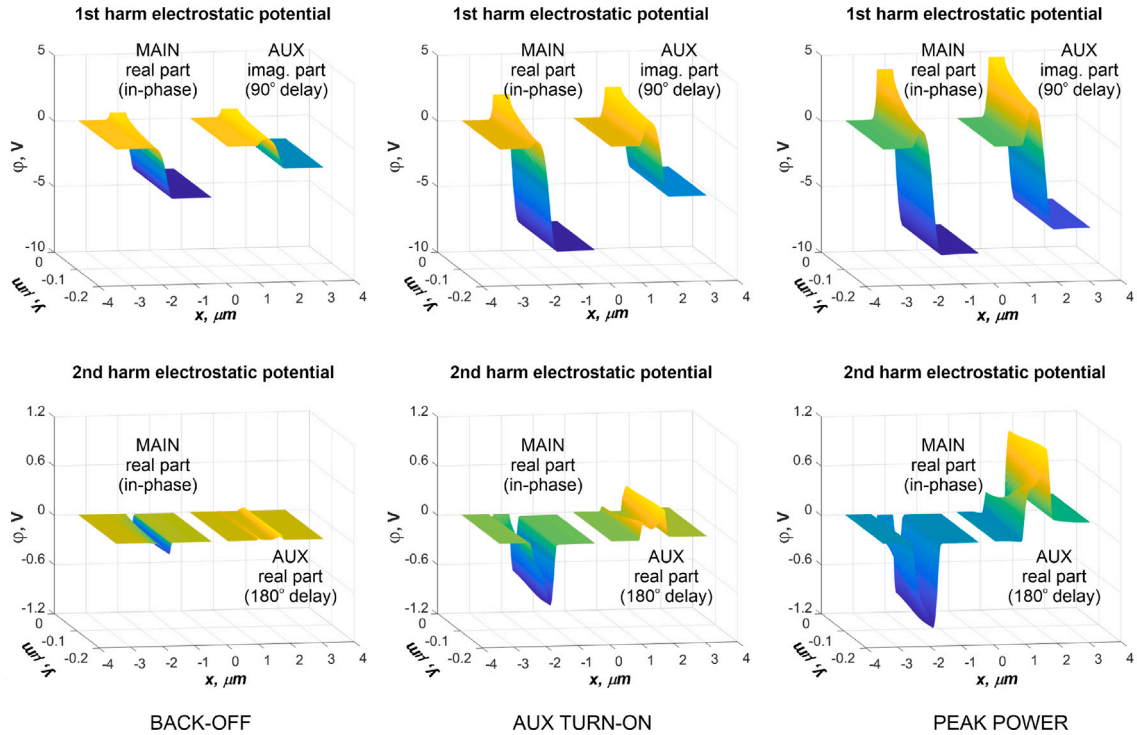 1st harm electrostatic potential
MAIN
real part
(in-phase)
AUX
imag. part
(90° delay)
5
0
-5
-10
φ, V
0
-0.1
-0.2
y, μm
-4
-3
-2
-1
0
1
2
3
4
x, μm
1st harm electrostatic potential
MAIN
real part
(in-phase)
AUX
imag. part
(90° delay)
5
0
-5
-10
φ, V
0
-0.1
-0.2
y, μm
-4
-3
-2
-1
0
1
2
3
4
x, μm
1st harm electrostatic potential
MAIN
real part
(in-phase)
AUX
imag. part
(90° delay)
5
0
-5
-10
φ, V
0
-0.1
-0.2
y, μm
-4
-3
-2
-1
0
1
2
3
4
x, μm
2nd harm electrostatic potential
1.2
0.6
0
-0.6
-1.2
φ, V
MAIN
real part
(in-phase)
AUX
real part
(180° delay)
0
-0.1
-0.2
y, μm
-4
-3
-2
-1
0
1
2
3
4
x, μm
2nd harm electrostatic potential
1.2
0.6
0
-0.6
-1.2
φ, V
MAIN
real part
(in-phase)
AUX
real part
(180° delay)
0
-0.1
-0.2
y, μm
-4
-3
-2
-1
0
1
2
3
4
x, μm
2nd harm electrostatic potential
1.2
0.6
0
-0.6
-1.2
φ, V
MAIN
real part
(in-phase)
AUX
real part
(180° delay)
0
-0.1
-0.2
y, μm
-4
-3
-2
-1
0
1
2
3
4
x, μm
BACK-OFF
AUX TURN-ON
PEAK POWER